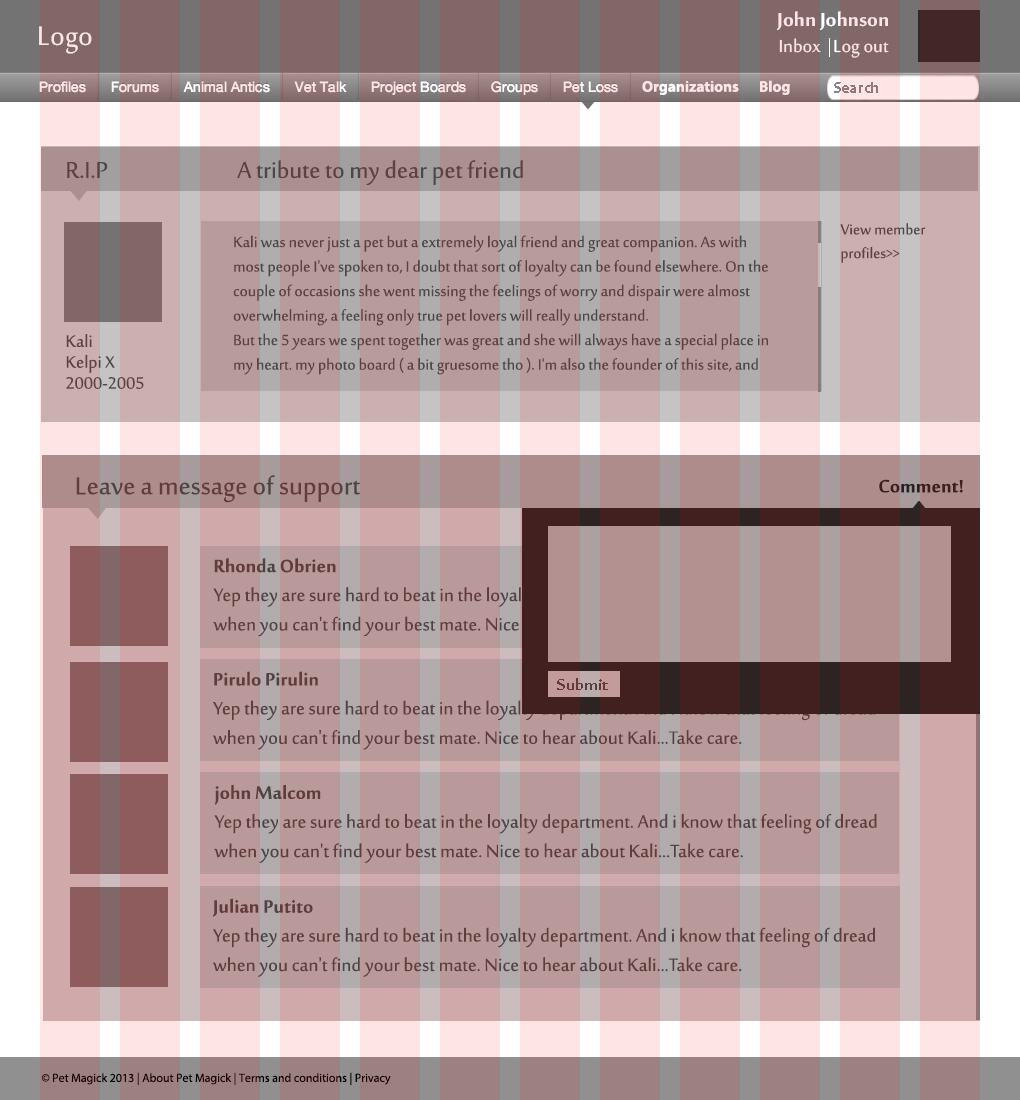 Logo
John Johnson
Inbox |Log out
Profiles Forums Animal Antics Vet Talk Project Boards Groups Pet Loss Organizations Blog Search
R.I.P A tribute to my dear pet friend
Kali was never just a pet but a extremely loyal friend and great companion. As with
most people I've spoken to, I doubt that sort of loyalty can be found elsewhere. On the
couple of occasions she went missing the feelings of worry and dispair were almost
overwhelming, a feeling only true pet lovers will really understand.
But the 5 years we spent together was great and she will always have a special place in
my heart. my photo board ( a bit gruesome tho ). I'm also the founder of this site, and
View member
profiles>>
Kali
Kelpi X
2000-2005
Leave a message of support
Comment!
Submit
Rhonda Obrien
Yep they are sure hard to beat in the loyal
when you can't find your best mate. Nice
Pirulo Pirulin
Yep they are sure hard to beat in the loyalty department. And i know that feeling of dread
when you can't find your best mate. Nice to hear about Kali...Take care.
john Malcom
Yep they are sure hard to beat in the loyalty department. And i know that feeling of dread
when you can't find your best mate. Nice to hear about Kali...Take care.
Julian Putito
Yep they are sure hard to beat in the loyalty department. And i know that feeling of dread
when you can't find your best mate. Nice to hear about Kali...Take care.
© Pet Magick 2013 | About Pet Magick | Terms and conditions | Privacy